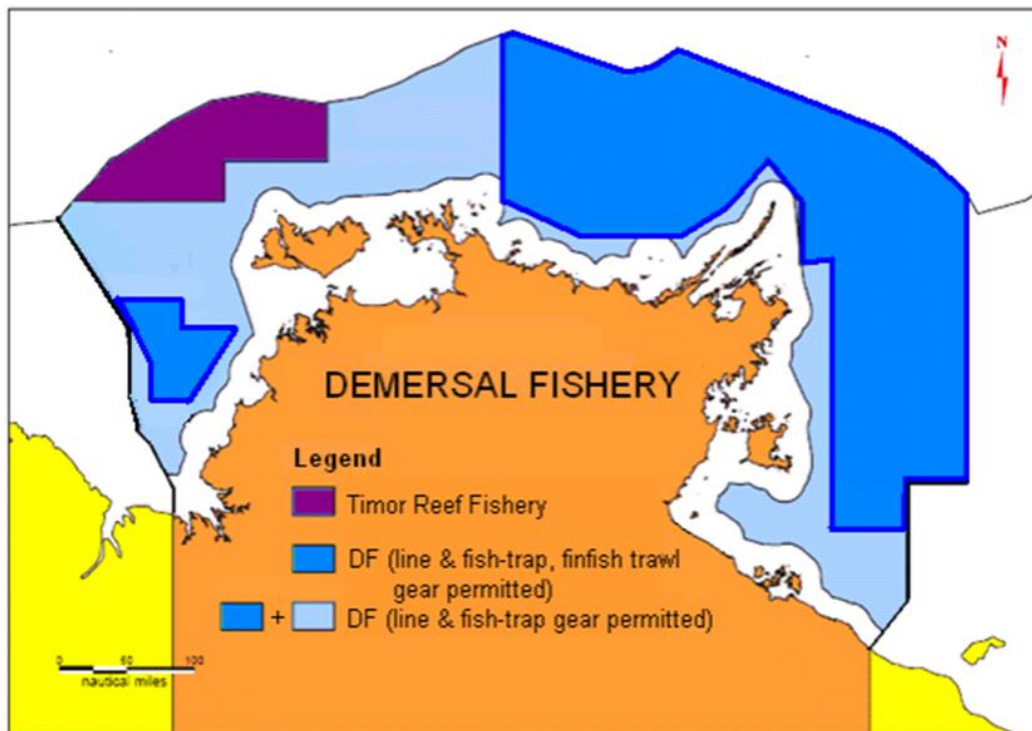 N
DEMERSAL FISHERY
Legend
Timor Reef Fishery
DF (line & fish-trap, finfish trawl
gear permitted)
+ DF (line & fish-trap gear permitted)
0 50 100
nautical miles